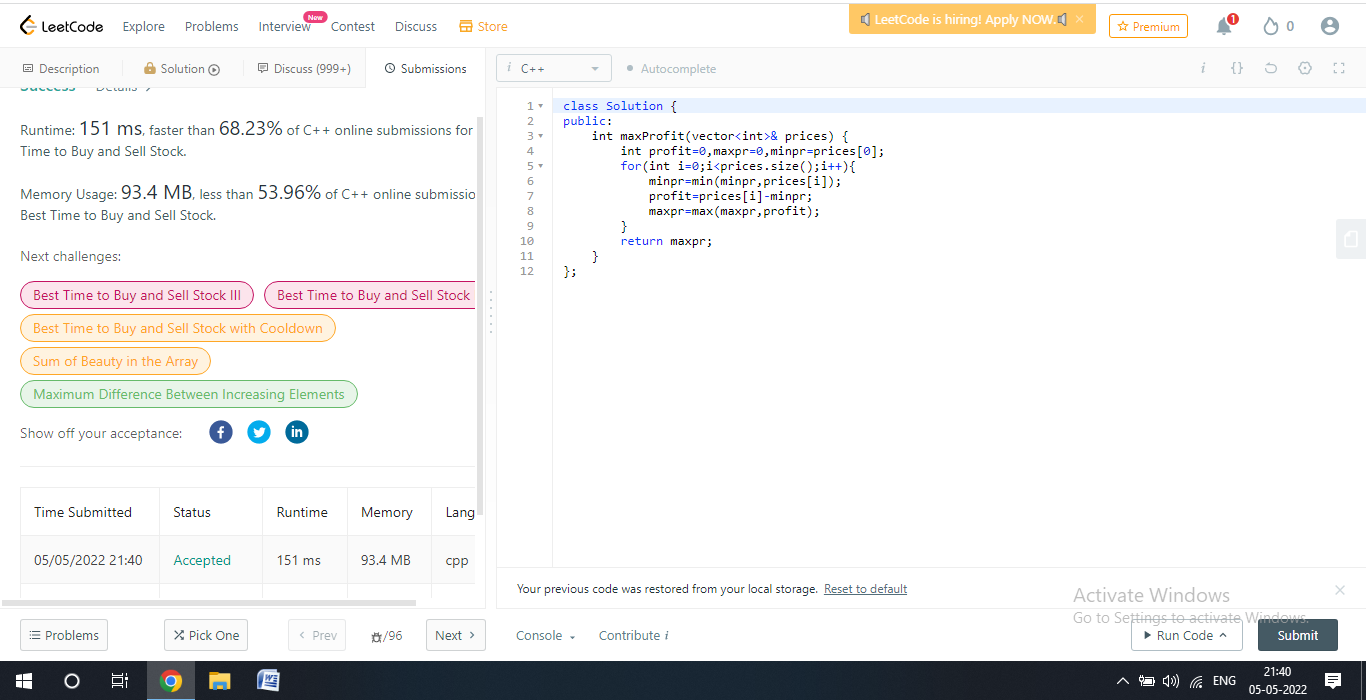 LeetCode
Explore
Problems
Interview
New
Contest
Discuss
Store
LeetCode is hiring! Apply NOW.
×
Premium
1
0
Description
Solution
Discuss (999+)
Submissions
i C++
Autocomplete
i
{}
Success Details >
Runtime: 151 ms, faster than 68.23% of C++ online submissions for
Time to Buy and Sell Stock.
Memory Usage: 93.4 MB, less than 53.96% of C++ online submissio
Best Time to Buy and Sell Stock.
Next challenges:
Best Time to Buy and Sell Stock III
Best Time to Buy and Sell Stock
Best Time to Buy and Sell Stock with Cooldown
Sum of Beauty in the Array
Maximum Difference Between Increasing Elements
Show off your acceptance:
Time Submitted Status Runtime Memory Lang
05/05/2022 21:40 Accepted 151 ms 93.4 MB cpp
1 class Solution {
2 public:
3 int maxProfit(vector<int>& prices) {
4 int profit=0,maxpr=0,minpr=prices[0];
5 for(int i=0;i<prices.size();i++){
6 minpr=min(minpr,prices[i]);
7 profit=prices[i]-minpr;
8 maxpr=max(maxpr,profit);
9 }
10 return maxpr;
11 }
12 };
Your previous code was restored from your local storage. Reset to default
×
Activate Windows
Go to Settings to activate Windows.
Problems
Pick One
< Prev
/96
Next >
Console
Contribute i
Run Code
Submit
ENG
21:40
05-05-2022